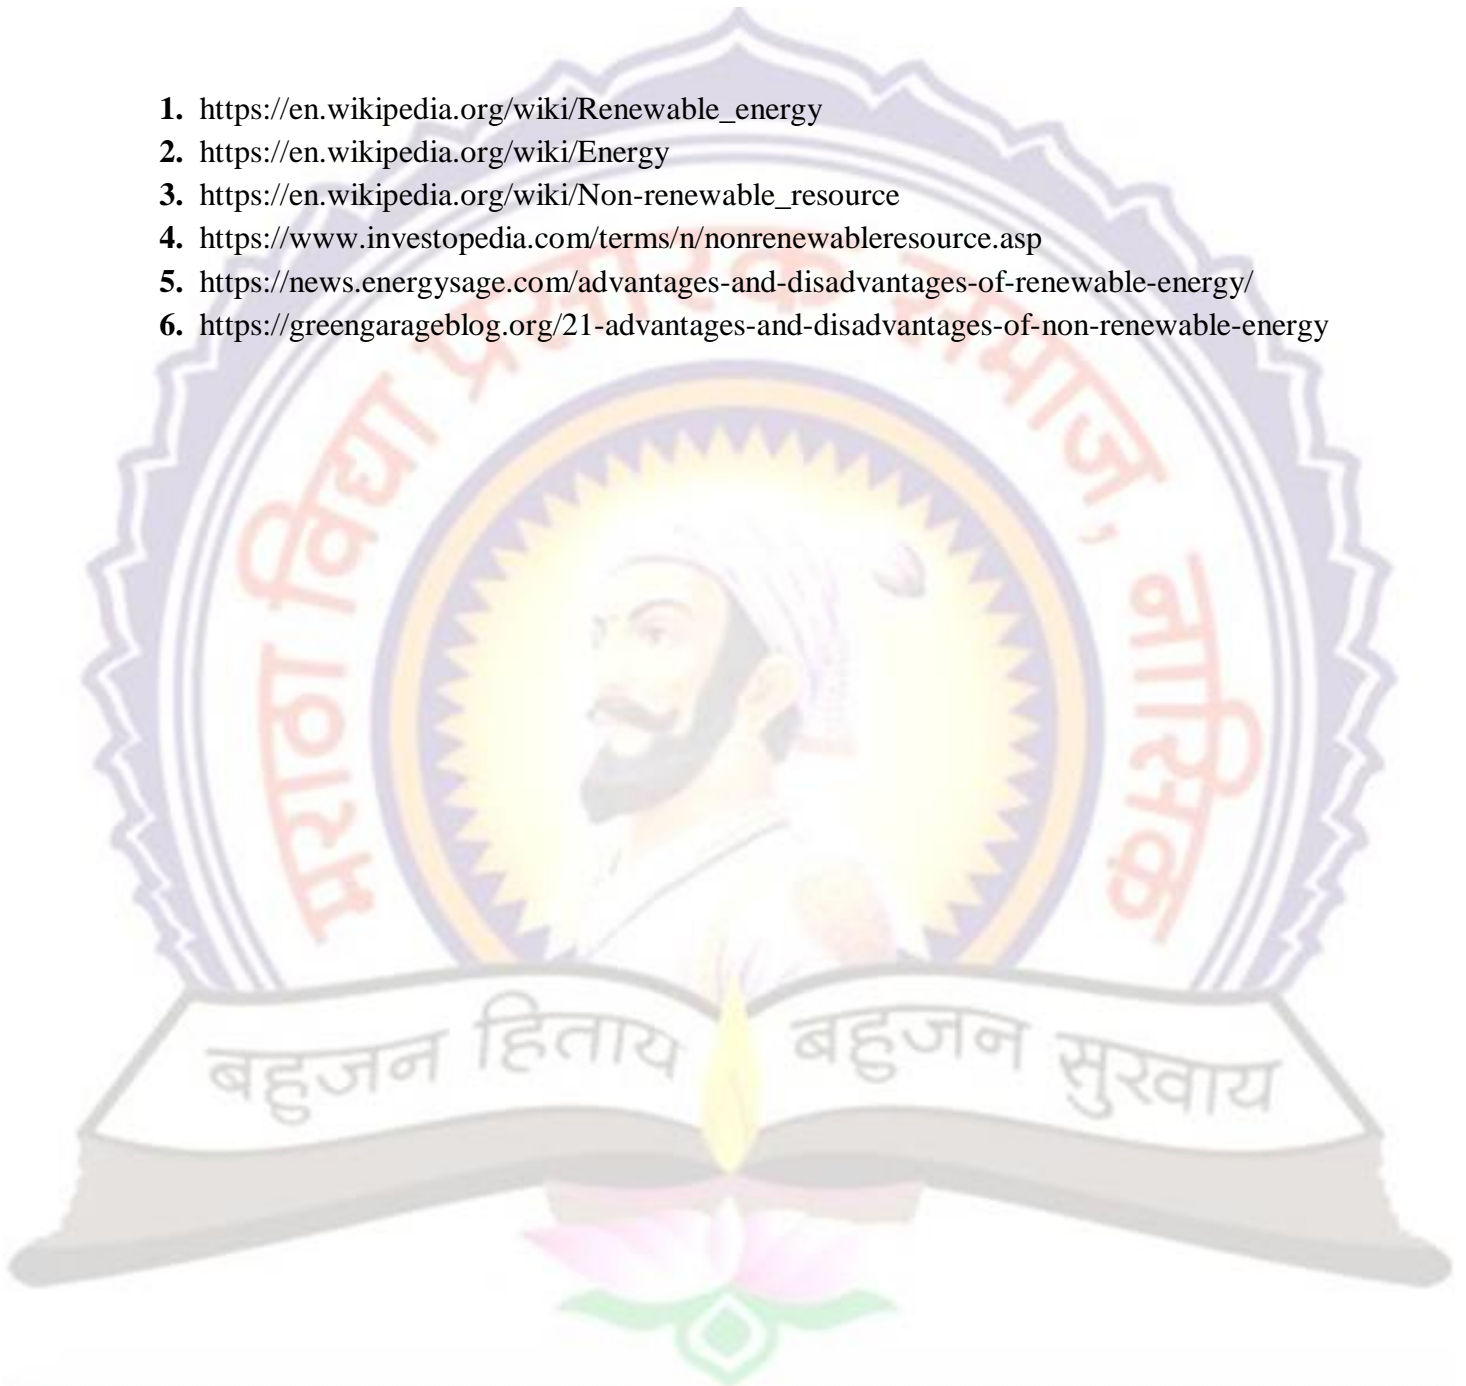 1. https://en.wikipedia.org/wiki/Renewable_energy
2. https://en.wikipedia.org/wiki/Energy
3. https://en.wikipedia.org/wiki/Non-renewable_resource
4. https://www.investopedia.com/terms/n/nonrenewableresource.asp
5. https://news.energysage.com/advantages-and-disadvantages-of-renewable-energy/
6. https://greengarageblog.org/21-advantages-and-disadvantages-of-non-renewable-energy
मराठा विद्या प्रसारक समाज, नासिक
बहुजन हिताय बहुजन सुखाय